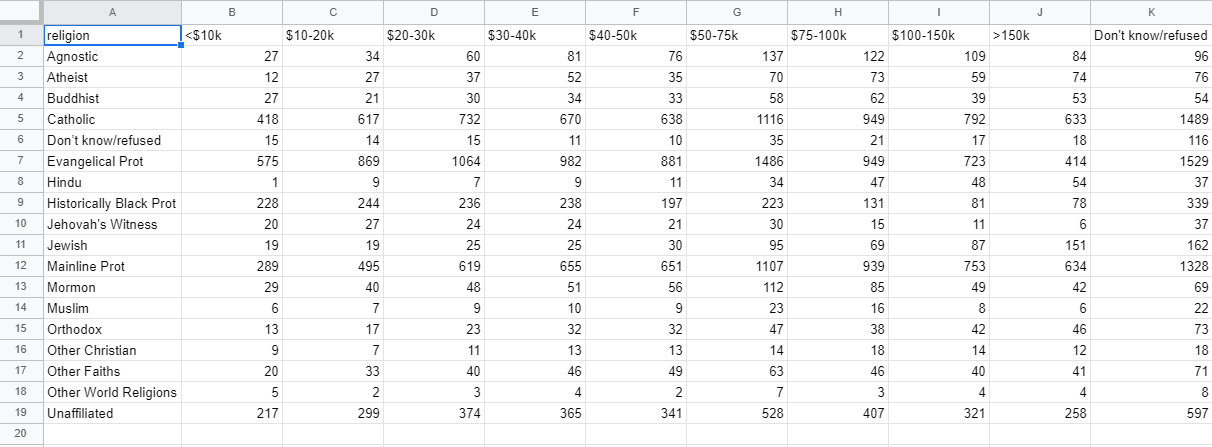 A B C D E F G H I J K
1 religion <$10k $10-20k $20-30k $30-40k $40-50k $50-75k $75-100k $100-150k >150k Don't know/refused
2 Agnostic 27 34 60 81 76 137 122 109 84 96
3 Atheist 12 27 37 52 35 70 73 59 74 76
4 Buddhist 27 21 30 34 33 58 62 39 53 54
5 Catholic 418 617 732 670 638 1116 949 792 633 1489
6 Don't know/refused 15 14 15 11 10 35 21 17 18 116
7 Evangelical Prot 575 869 1064 982 881 1486 949 723 414 1529
8 Hindu 1 9 7 9 11 34 47 48 54 37
9 Historically Black Prot 228 244 236 238 197 223 131 81 78 339
10 Jehovah's Witness 20 27 24 24 21 30 15 11 6 37
11 Jewish 19 19 25 25 30 95 69 87 151 162
12 Mainline Prot 289 495 619 655 651 1107 939 753 634 1328
13 Mormon 29 40 48 51 56 112 85 49 42 69
14 Muslim 6 7 9 10 9 23 16 8 6 22
15 Orthodox 13 17 23 32 32 47 38 42 46 73
16 Other Christian 9 7 11 13 13 14 18 14 12 18
17 Other Faiths 20 33 40 46 49 63 46 40 41 71
18 Other World Religions 5 2 3 4 2 7 3 4 4 8
19 Unaffiliated 217 299 374 365 341 528 407 321 258 597
20